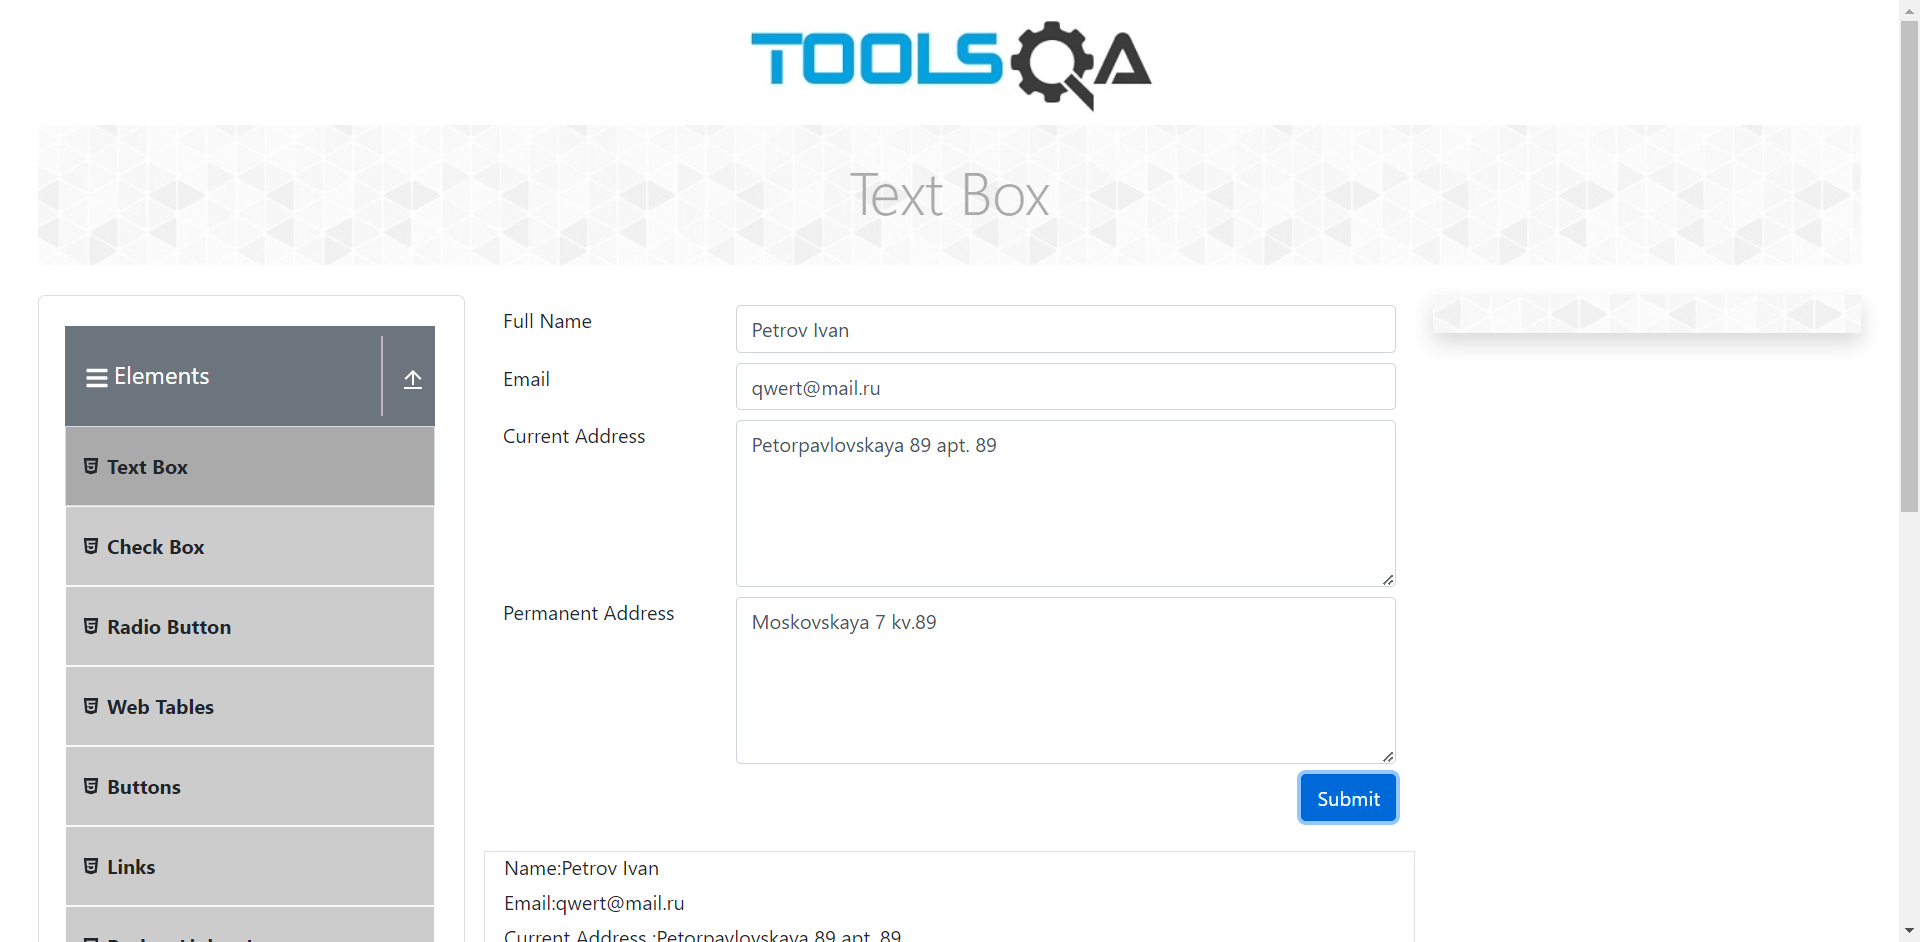 TOOLSQA
Text Box
Elements
Text Box
Check Box
Radio Button
Web Tables
Buttons
Links
Full Name
Petrov Ivan
Email
qwert@mail.ru
Current Address
Petorpavlovskaya 89 apt. 89
Permanent Address
Moskovskaya 7 kv.89
Submit
Name:Petrov Ivan
Email:qwert@mail.ru
Current Address :Petorpavlovskaya 89 apt. 89